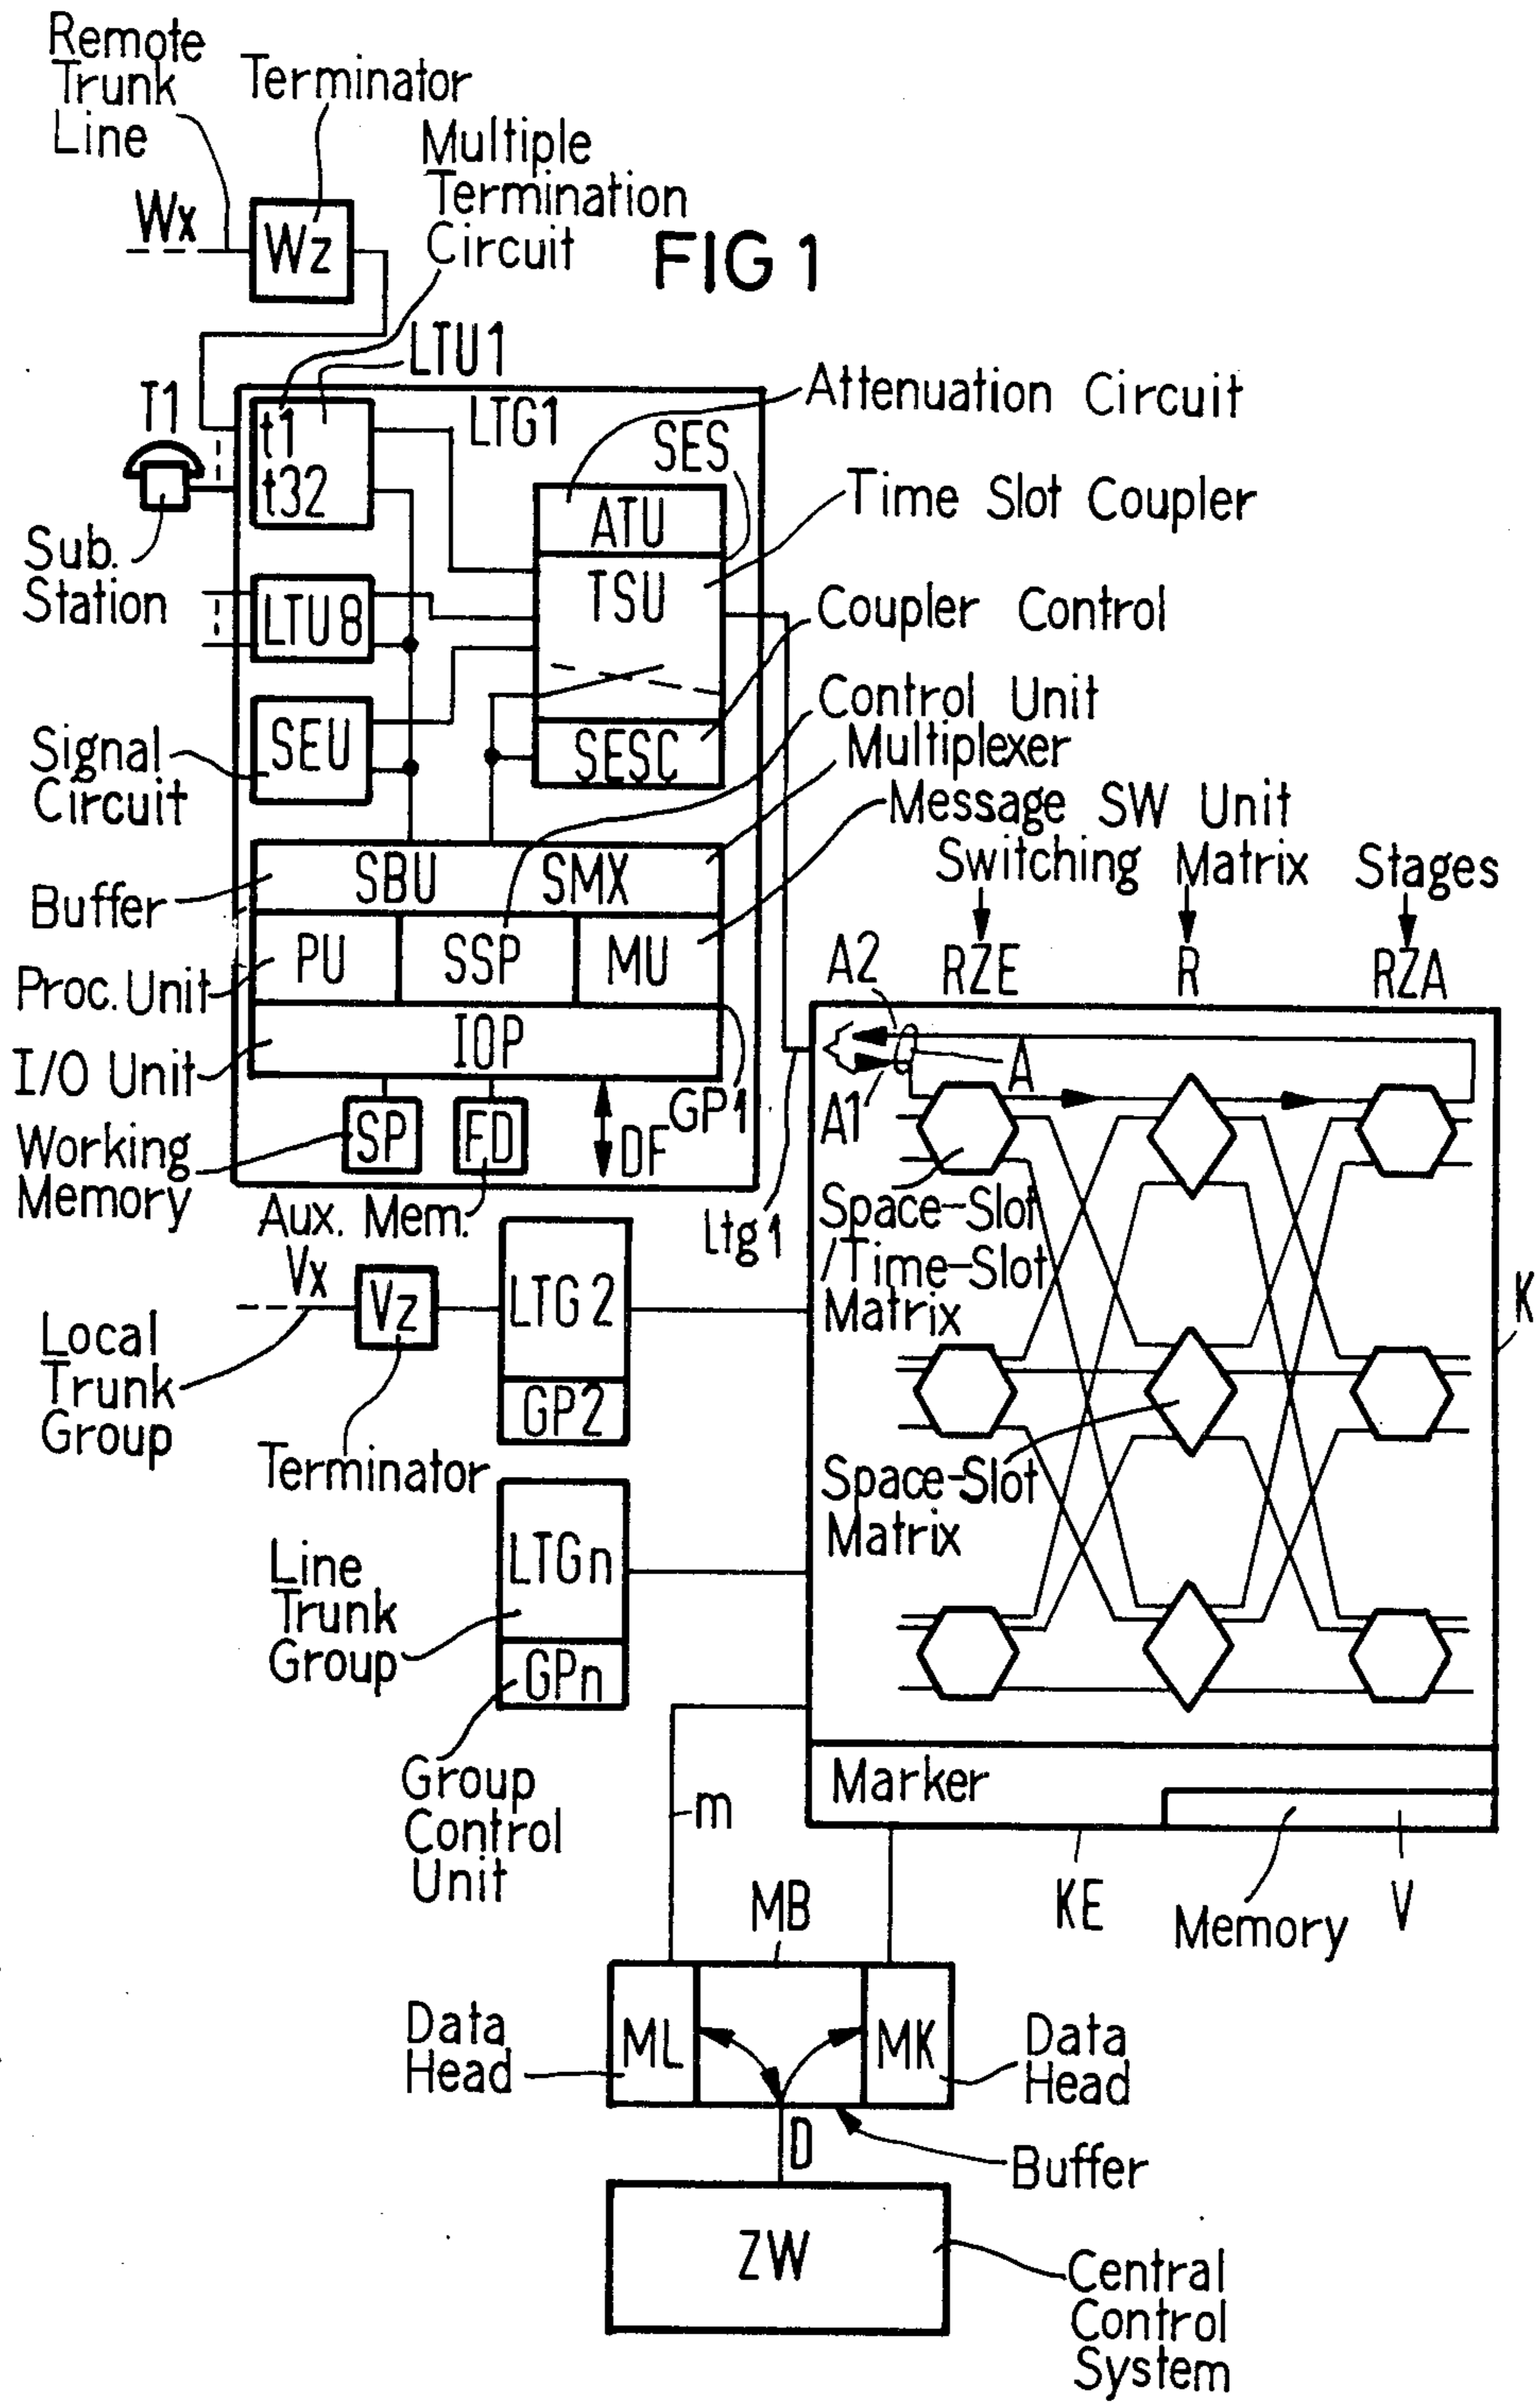 Remote
Trunk
Line
Terminator
Multiple
Termination
Circuit
FIG 1
Wx
Wz
LTU1
T1
t1
t32
LTG1
SES
Attenuation Circuit
ATU
Time Slot Coupler
Sub.
Station
TSU
LTU8
Coupler Control
Control Unit
Multiplexer
Signal
Circuit
SEU
SESC
Message SW Unit
Switching Matrix Stages
Buffer
SBU SMX
Proc. Unit
PU
SSP
MU
A2
RZE
R
RZA
I/O Unit
IOP
GP1
A
A1
Working
Memory
SP
FD
DF
Aux. Mem.
Ltg1
Space-Slot
/Time-Slot
Matrix
K
Vx
Vz
LTG2
GP2
Local
Trunk
Group
Terminator
Space-Slot
Matrix
Line
Trunk
Group
LTGn
GPn
Group
Control
Unit
m
Marker
KE
Memory
V
MB
Data
Head
ML
MK
Data
Head
D
Buffer
ZW
Central
Control
System